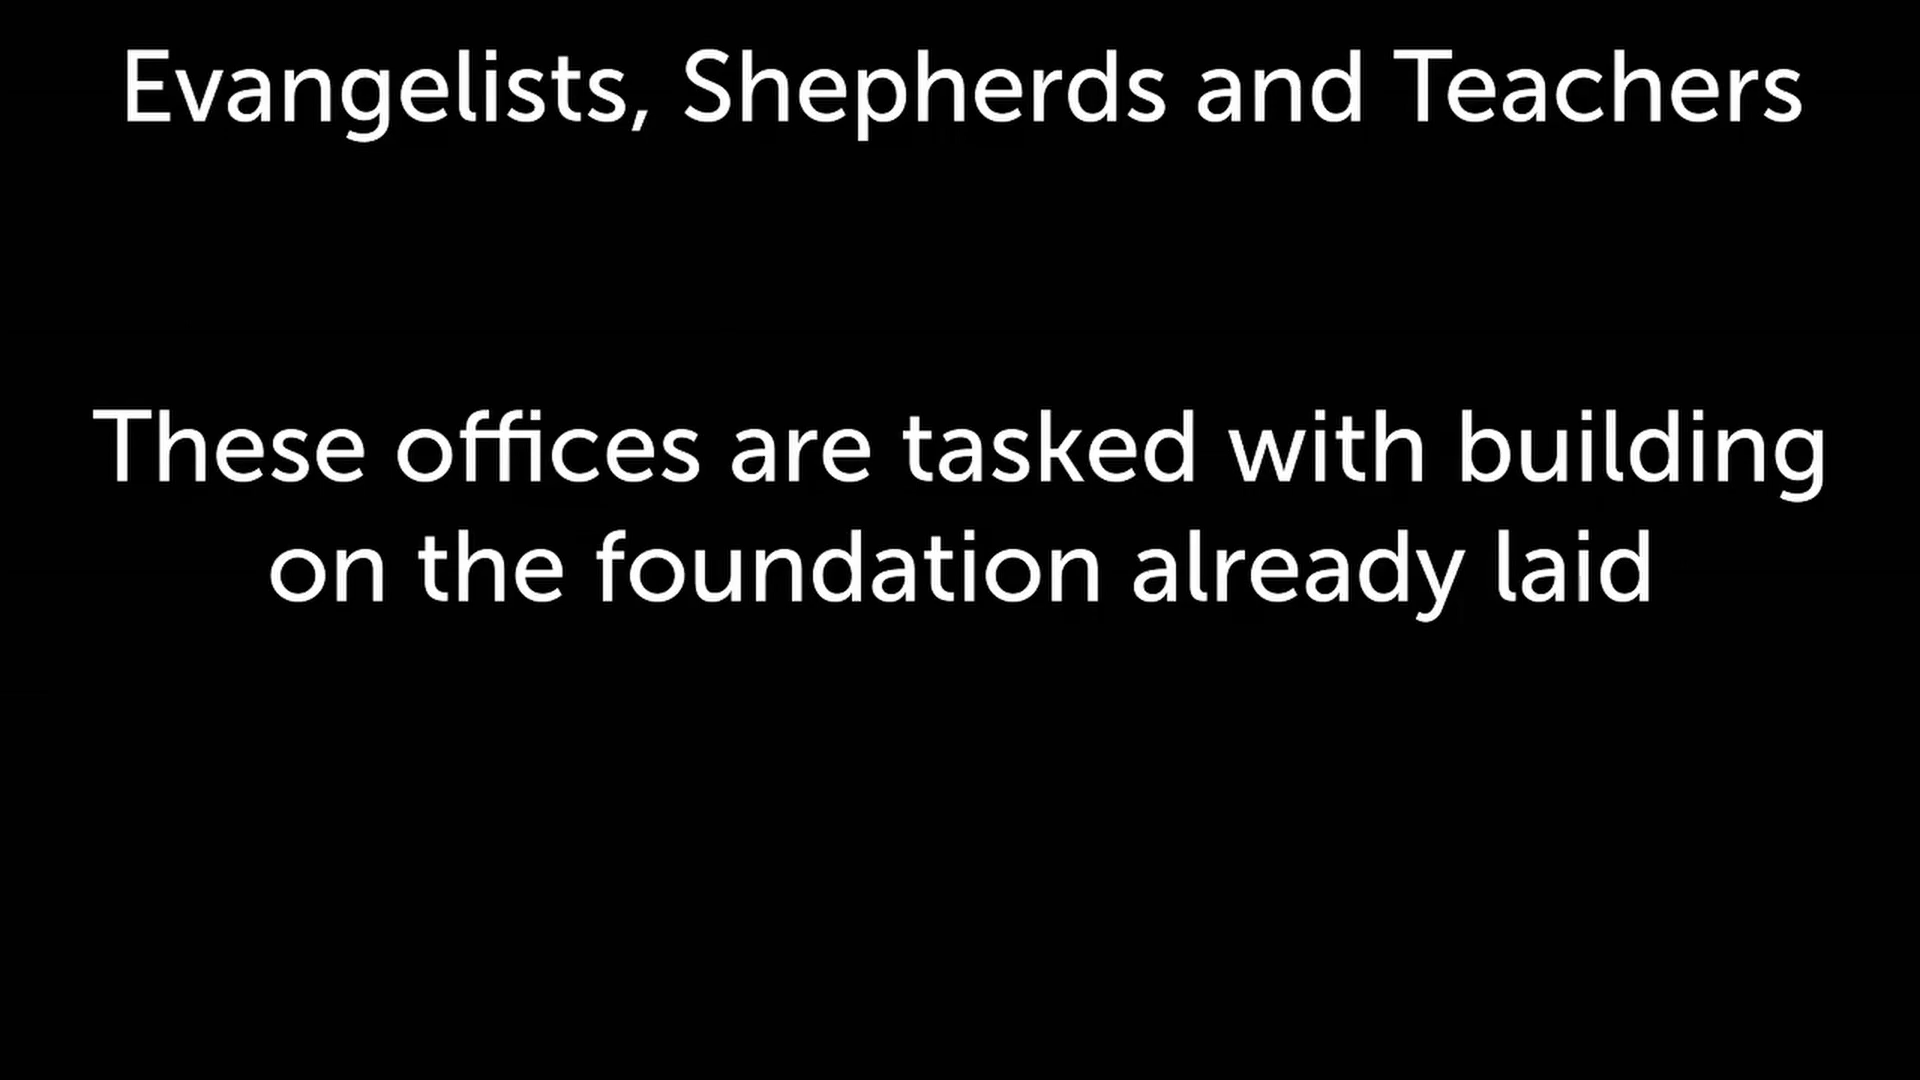 Evangelists, Shepherds and Teachers
These offices are tasked with building
on the foundation already laid